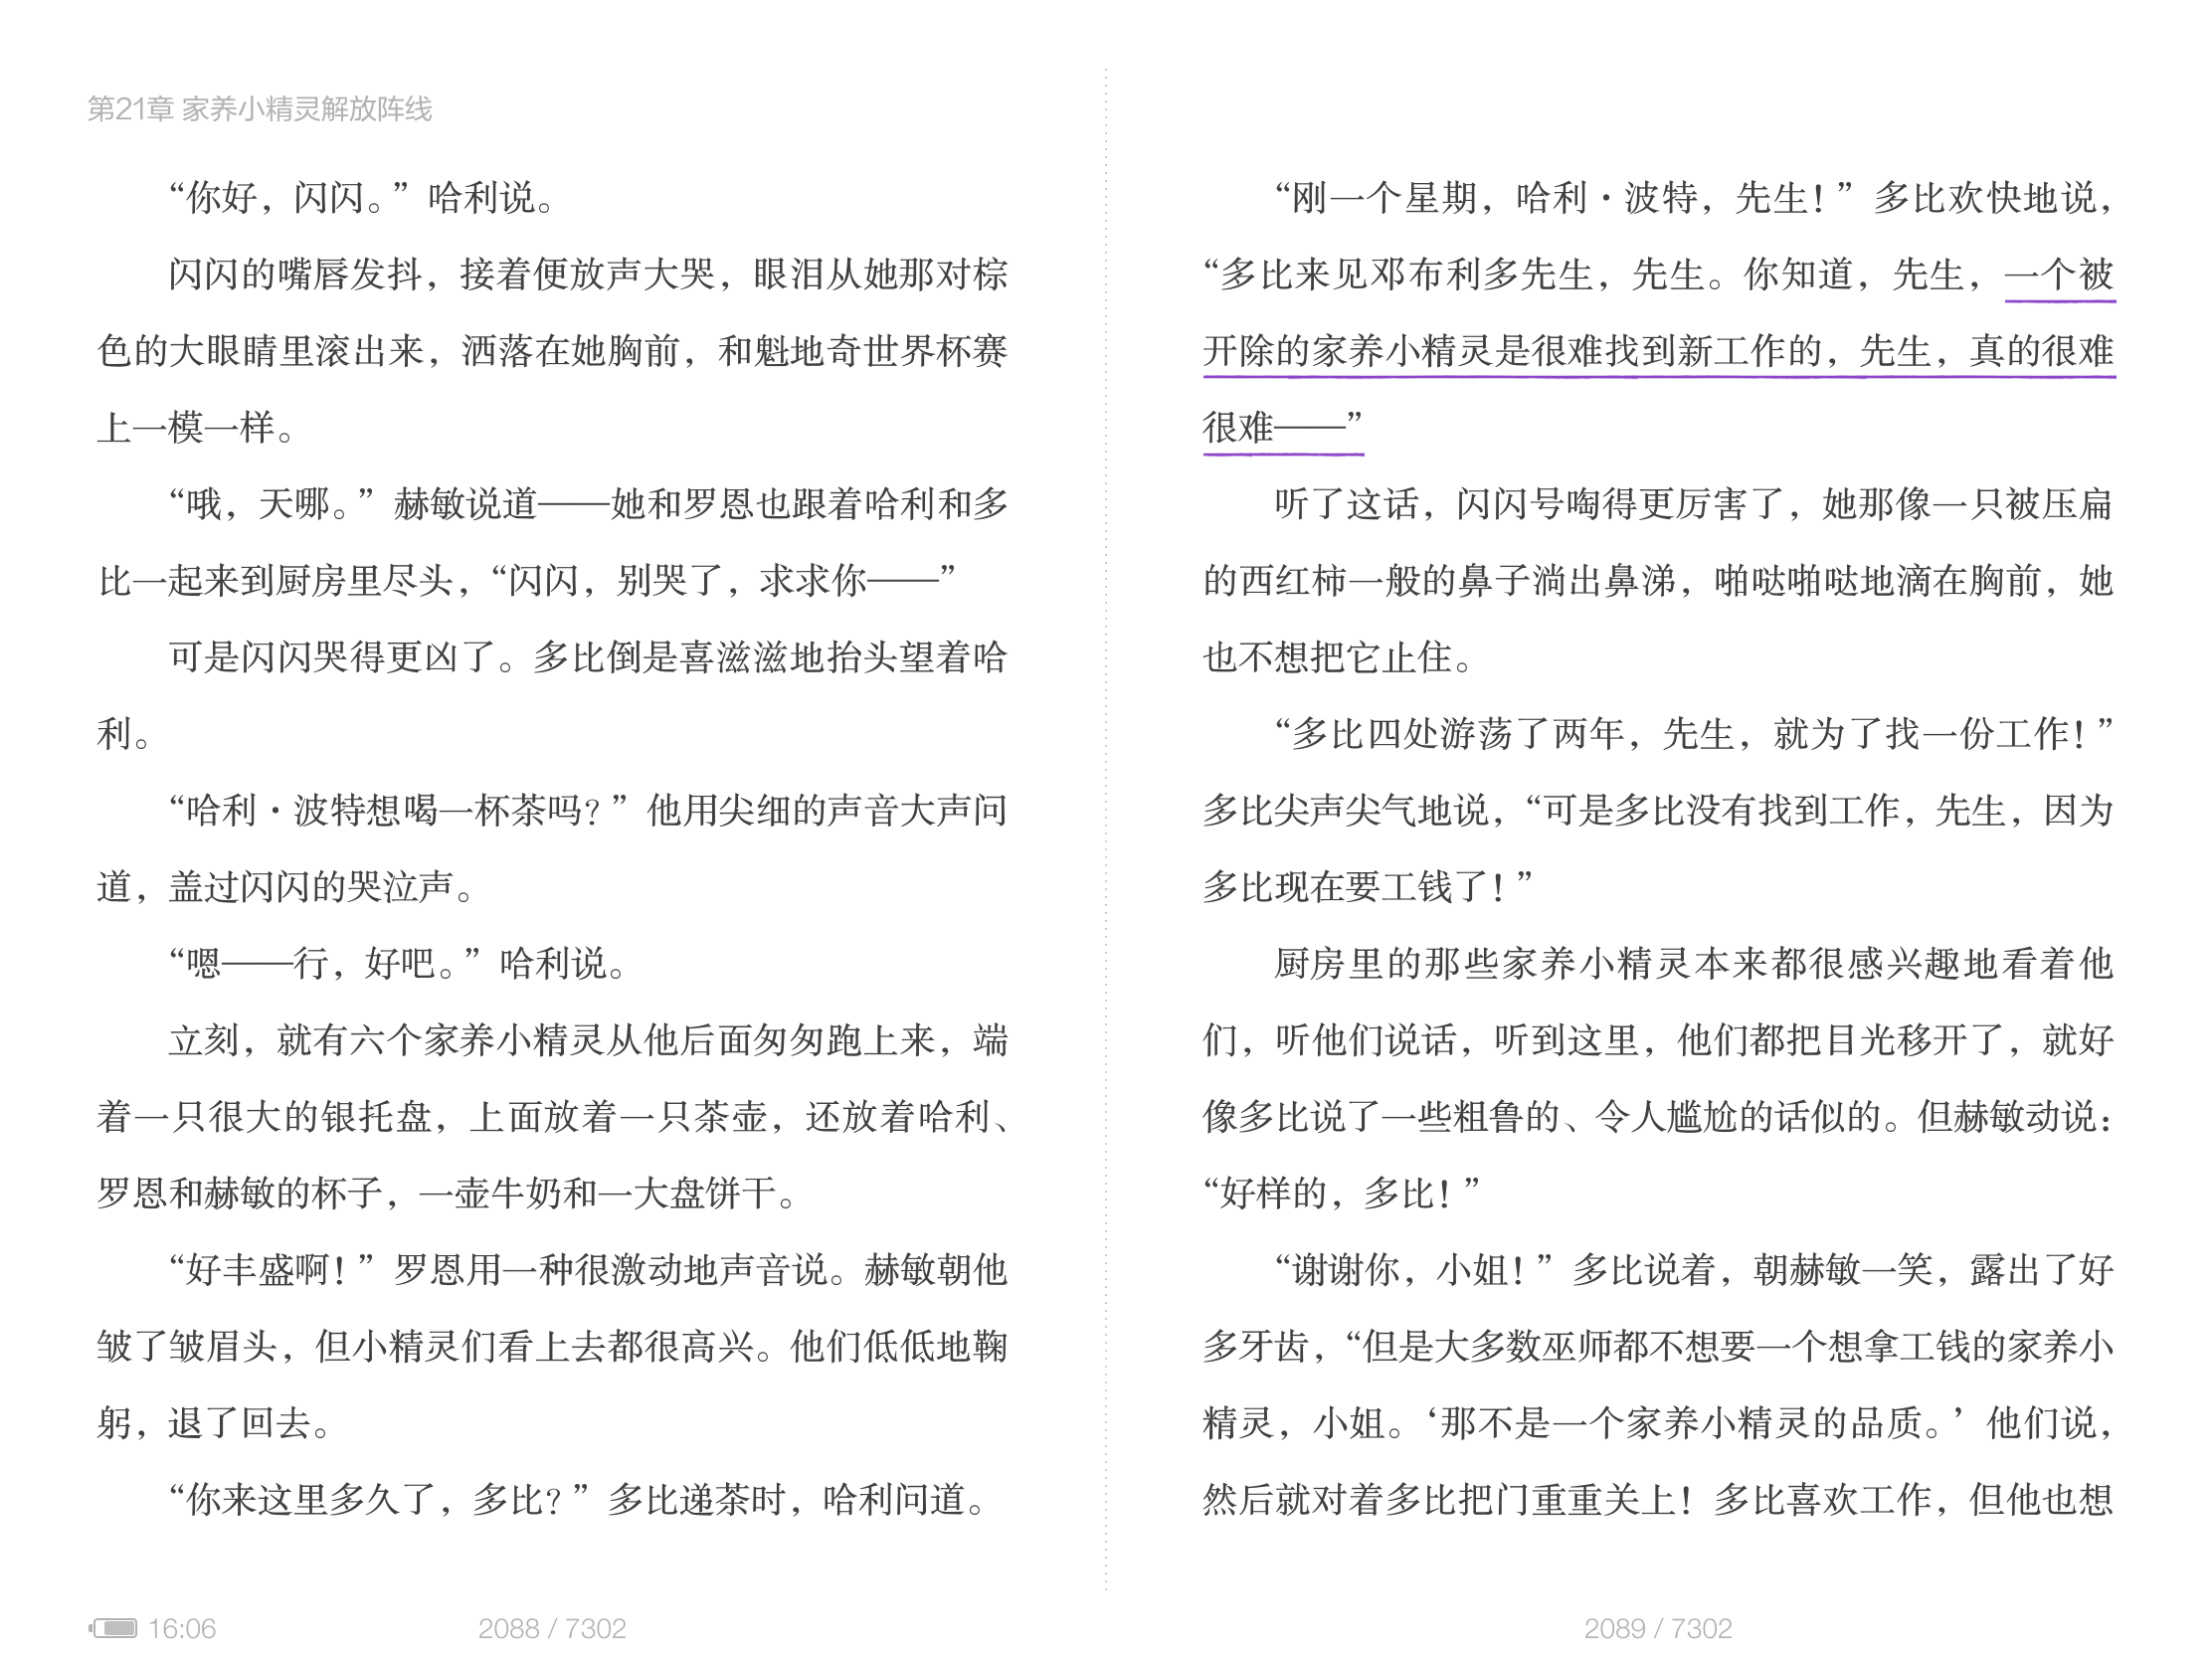 第21章 家养小精灵解放阵线
“你好，闪闪。”哈利说。
闪闪的嘴唇发抖，接着便放声大哭，眼泪从她那对棕
色的大眼睛里滚出来，洒落在她胸前，和魁地奇世界杯赛
上一模一样。
“哦，天哪。”赫敏说道——她和罗恩也跟着哈利和多
比一起来到厨房里尽头，“闪闪，别哭了，求求你——”
可是闪闪哭得更凶了。多比倒是喜滋滋地抬头望着哈
利。
“哈利·波特想喝一杯茶吗？”他用尖细的声音大声问
道，盖过闪闪的哭泣声。
“嗯——行，好吧。”哈利说。
立刻，就有六个家养小精灵从他后面匆匆跑上来，端
着一只很大的银托盘，上面放着一只茶壶，还放着哈利、
罗恩和赫敏的杯子，一壶牛奶和一大盘饼干。
“好丰盛啊！”罗恩用一种很激动地声音说。赫敏朝他
皱了皱眉头，但小精灵们看上去都很高兴。他们低低地鞠
躬，退了回去。
“你来这里多久了，多比？”多比递茶时，哈利问道。
“刚一个星期，哈利·波特，先生！”多比欢快地说，
“多比来见邓布利多先生，先生。你知道，先生，一个被
开除的家养小精灵是很难找到新工作的，先生，真的很难
很难——”
听了这话，闪闪号啕得更厉害了，她那像一只被压扁
的西红柿一般的鼻子淌出鼻涕，啪哒啪哒地滴在胸前，她
也不想把它止住。
“多比四处游荡了两年，先生，就为了找一份工作！”
多比尖声尖气地说，“可是多比没有找到工作，先生，因为
多比现在要工钱了！”
厨房里的那些家养小精灵本来都很感兴趣地看着他
们，听他们说话，听到这里，他们都把目光移开了，就好
像多比说了一些粗鲁的、令人尴尬的话似的。但赫敏动说：
“好样的，多比！”
“谢谢你，小姐！”多比说着，朝赫敏一笑，露出了好
多牙齿，“但是大多数巫师都不想要一个想拿工钱的家养小
精灵，小姐。‘那不是一个家养小精灵的品质。’他们说，
然后就对着多比把门重重关上！多比喜欢工作，但他也想
16:06
2088 / 7302
2089 / 7302